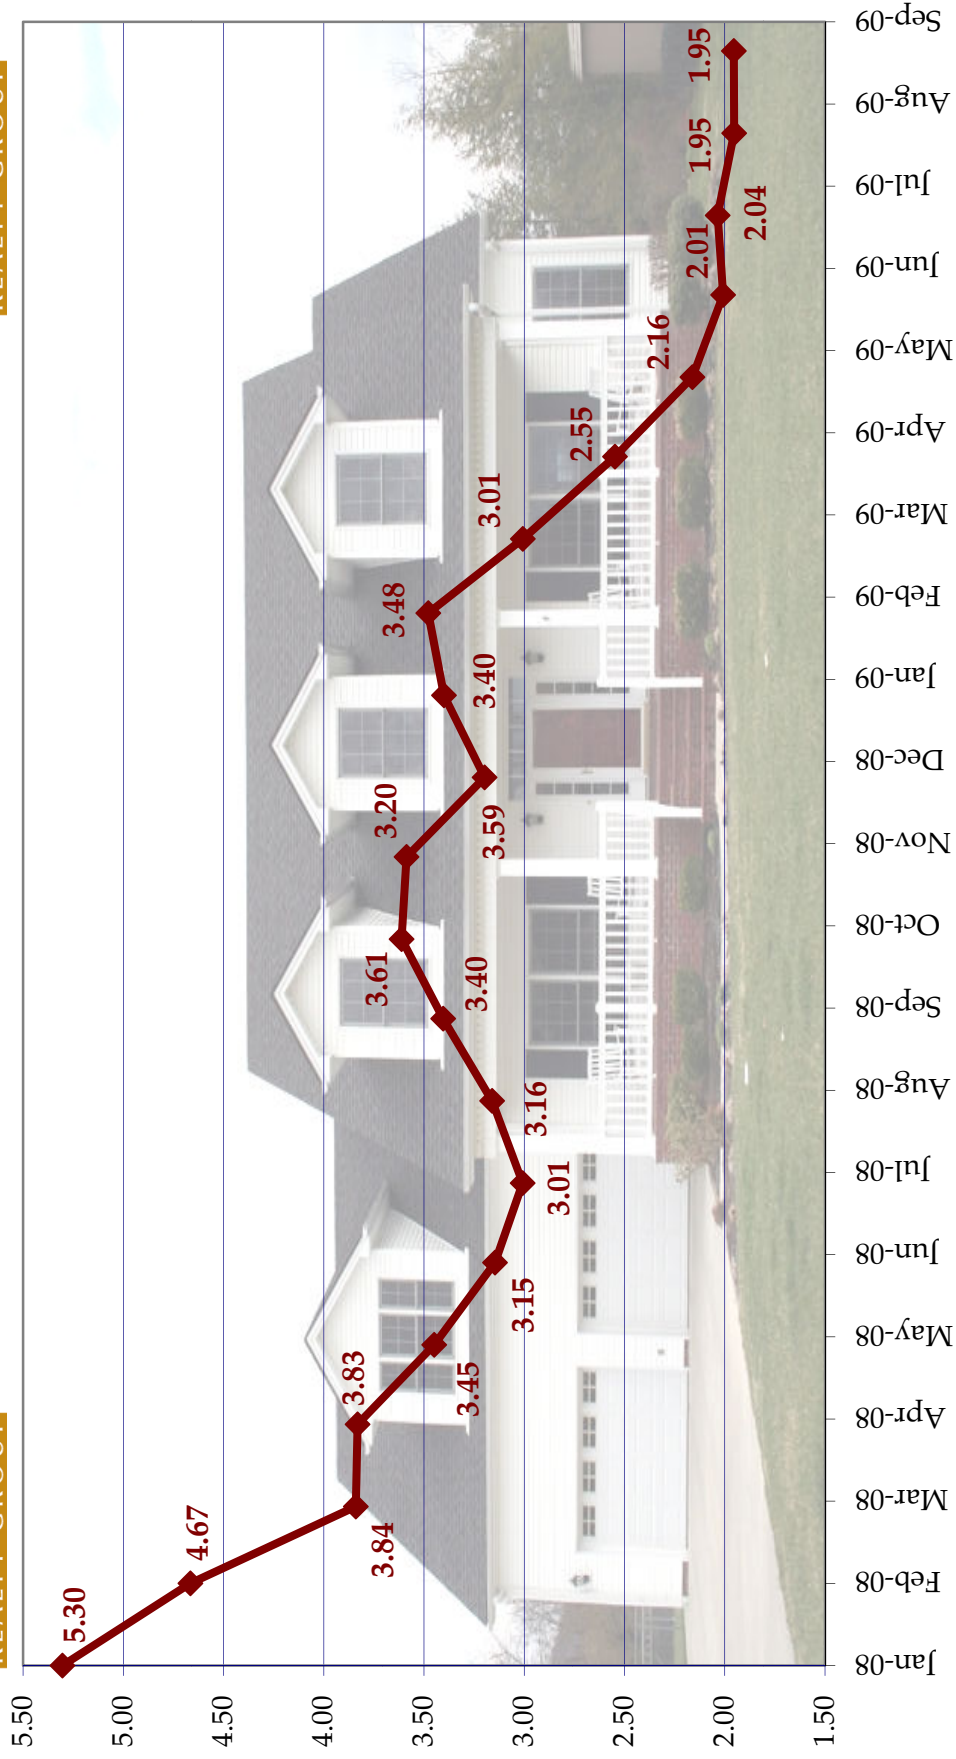 REALTY GROUP
REALTY GROUP
5.50
5.00
4.50
4.00
3.50
3.00
2.50
2.00
1.50
5.30
4.67
3.84
3.83
3.45
3.15
3.01
3.16
3.40
3.61
3.20
3.59
3.40
3.48
3.01
2.55
2.16
2.01
2.04
1.95
1.95
Jan-08
Feb-08
Mar-08
Apr-08
May-08
Jun-08
Jul-08
Aug-08
Sep-08
Oct-08
Nov-08
Dec-08
Jan-09
Feb-09
Mar-09
Apr-09
May-09
Jun-09
Jul-09
Aug-09
Sep-09